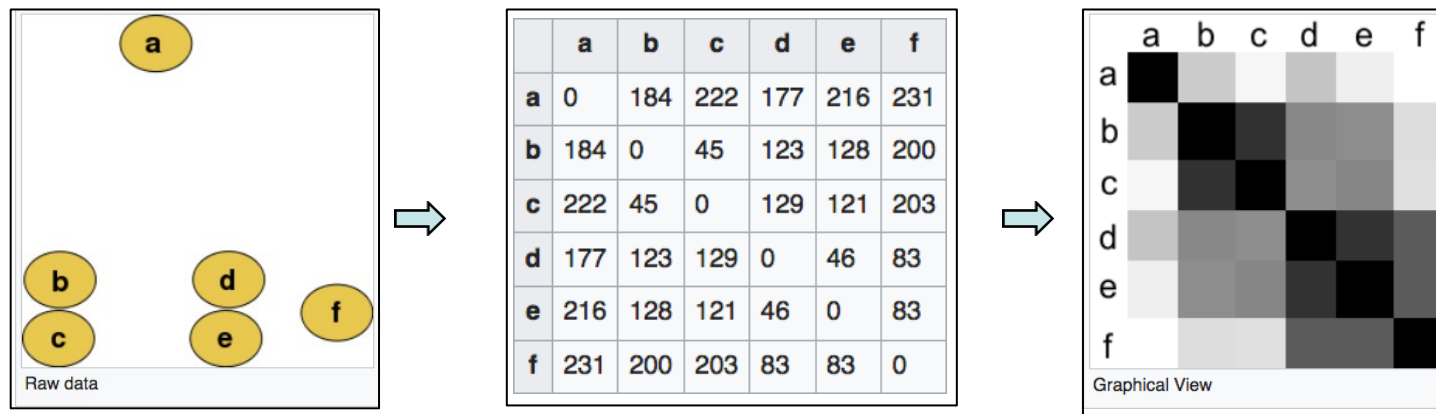 a
b
d
f
c
e
Raw data
a b c d e f
a 0 184 222 177 216 231
b 184 0 45 123 128 200
c 222 45 0 129 121 203
d 177 123 129 0 46 83
e 216 128 121 46 0 83
f 231 200 203 83 83 0
a b c d e f
a
b
c
d
e
f
Graphical View